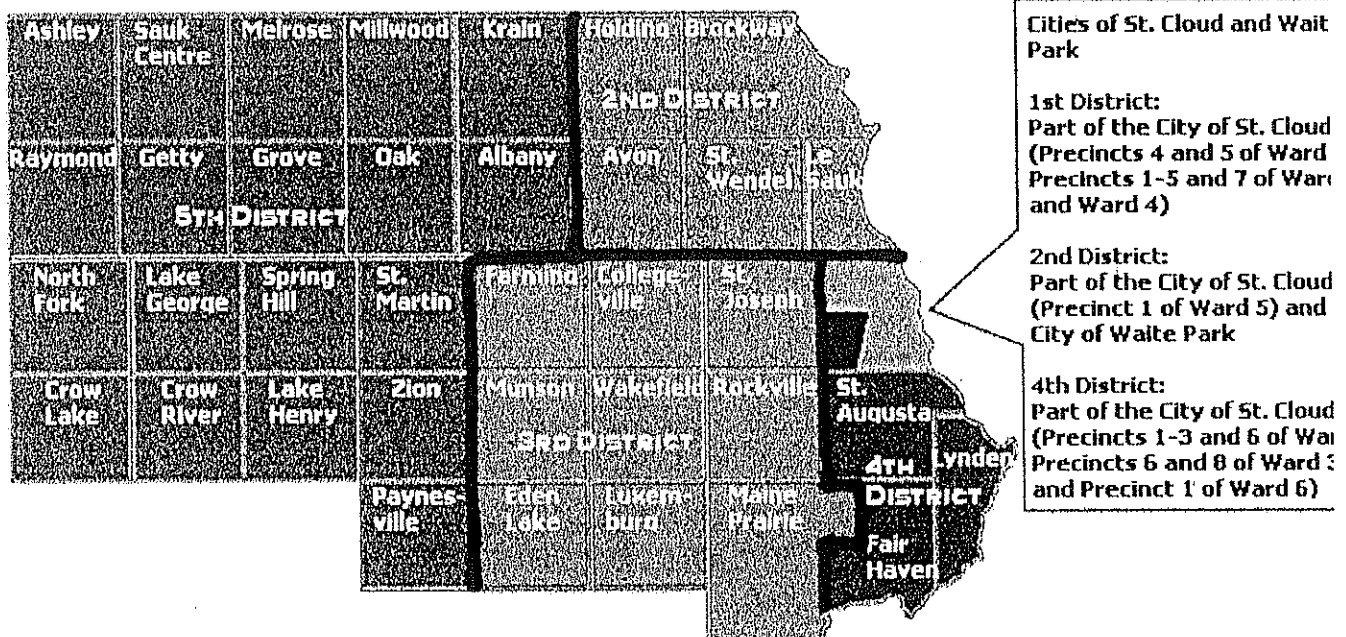 Ashley Sauk Centre Melrose Millwood Krain Holding Brockway
2ND DISTRICT
Raymond Getty Grove Oak Albany Avon St. Wendel Le Sauk
5TH DISTRICT
North Fork Lake George Spring Hill St. Martin Farming College-ville St. Joseph
Crow Lake Crow River Lake Henry Zion Munson Wakefield Rockville St. Augusta
3RD DISTRICT
4TH DISTRICT
Lynden
Paynes-ville Eden Lake Luxem-burg Maine Prairie Fair Haven
Cities of St. Cloud and Wait
Park
1st District:
Part of the City of St. Cloud
(Precincts 4 and 5 of Ward
Precincts 1-5 and 7 of Ward
and Ward 4)
2nd District:
Part of the City of St. Cloud
(Precinct 1 of Ward 5) and
City of Waite Park
4th District:
Part of the City of St. Cloud
(Precincts 1-3 and 6 of War
Precincts 6 and 8 of Ward 3
and Precinct 1 of Ward 6)